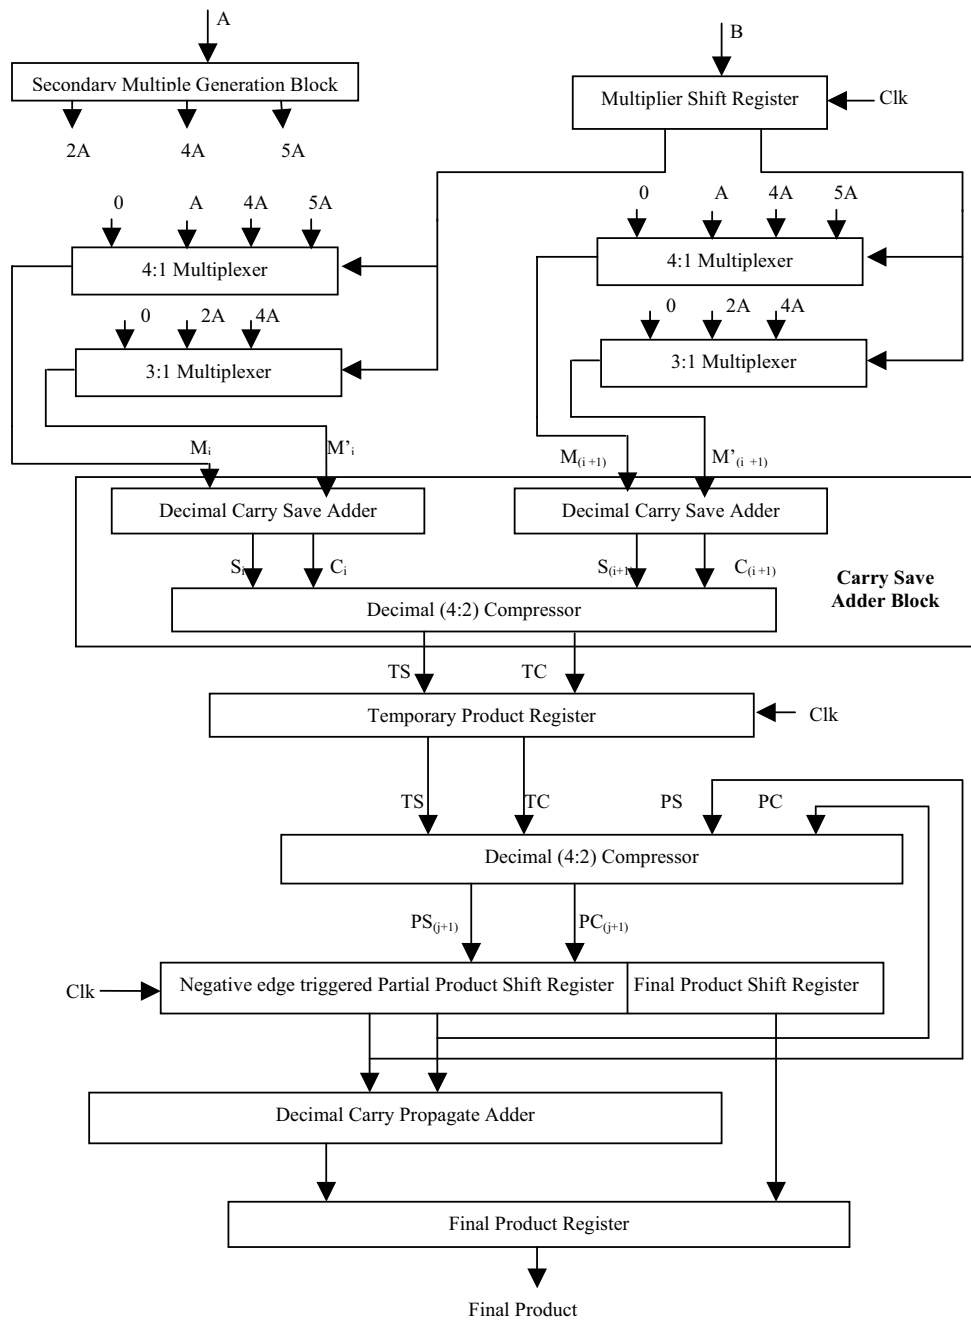 A
B
Secondary Multiple Generation Block
Multiplier Shift Register
Clk
2A 4A 5A
0 A 4A 5A
0 A 4A 5A
4:1 Multiplexer
4:1 Multiplexer
0 2A 4A
0 2A 4A
3:1 Multiplexer
3:1 Multiplexer
Mi M’i
M(i +1) M’(i +1)
Decimal Carry Save Adder
Decimal Carry Save Adder
Si Ci
S(i+1) C(i+1)
Carry Save
Adder Block
Decimal (4:2) Compressor
TS TC
Temporary Product Register
Clk
TS TC PS PC
Decimal (4:2) Compressor
PS(j+1) PC(j+1)
Clk
Negative edge triggered Partial Product Shift Register
Final Product Shift Register
Decimal Carry Propagate Adder
Final Product Register
Final Product